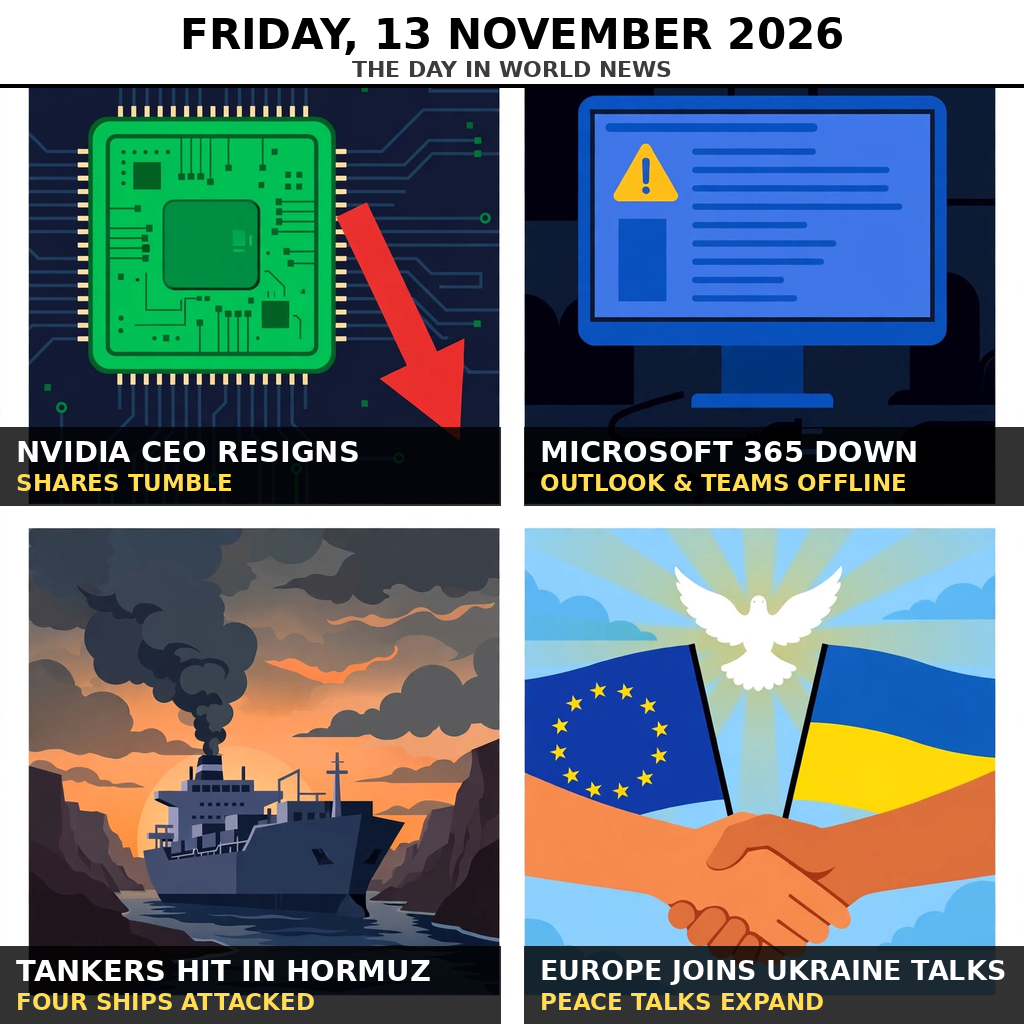 FRIDAY, 13 NOVEMBER 2026
THE DAY IN WORLD NEWS
NVIDIA CEO RESIGNS
SHARES TUMBLE
MICROSOFT 365 DOWN
OUTLOOK & TEAMS OFFLINE
TANKERS HIT IN HORMUZ
FOUR SHIPS ATTACKED
EUROPE JOINS UKRAINE TALKS
PEACE TALKS EXPAND